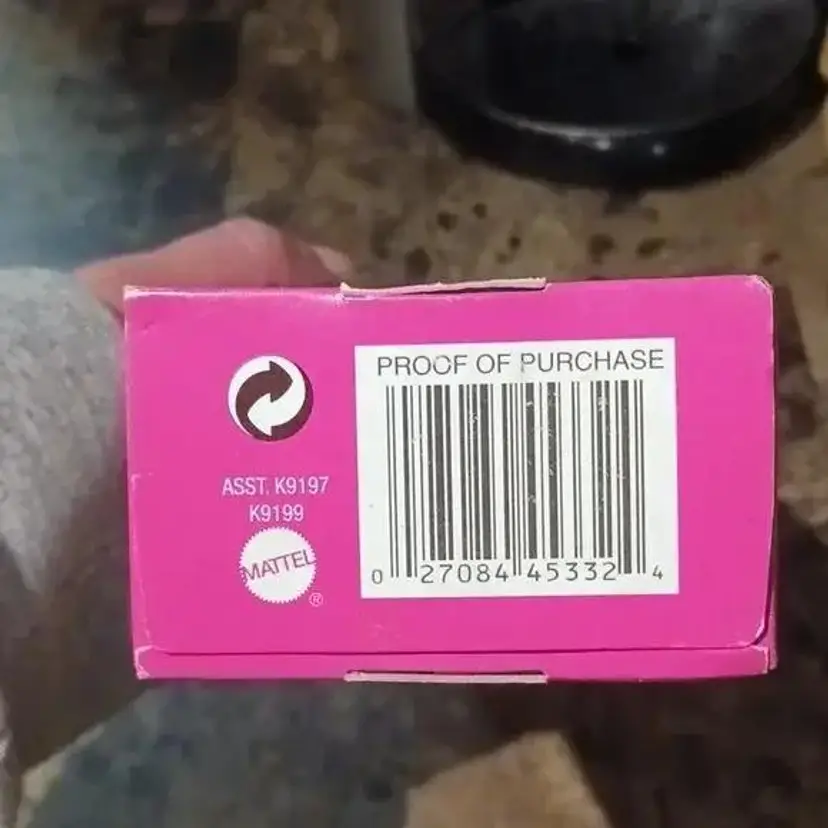 PROOF OF PURCHASE
ASST. K9197
K9199
MATTEL
®
0 27084 45332 4